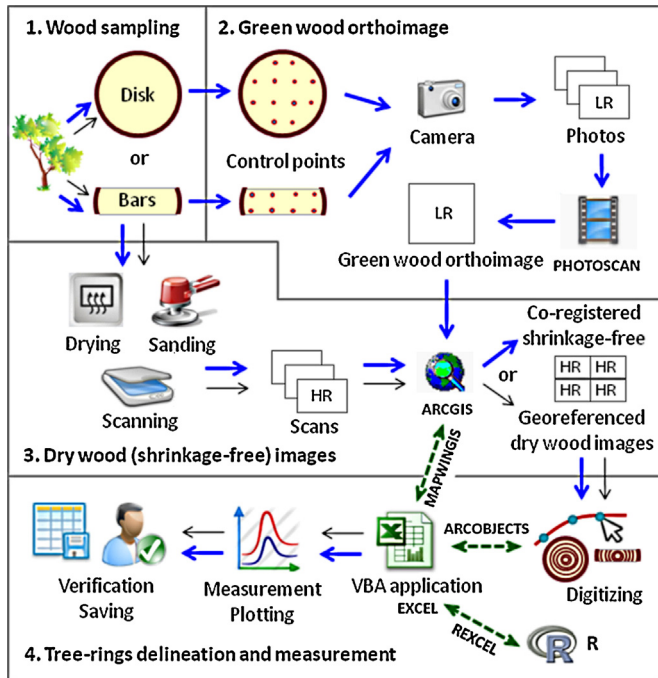 1. Wood sampling
Disk
or
Bars
2. Green wood orthoimage
Control points
Camera
LR
Photos
PHOTOSCAN
LR
Green wood orthoimage
Drying
Sanding
Scanning
HR
Scans
ARCGIS
Co-registered
shrinkage-free
or
HR HR
HR HR
Georeferenced
dry wood images
3. Dry wood (shrinkage-free) images
MAPWINGIS
ARCOBJECTS
Digitizing
VBA application
EXCEL
REXCEL
R
R
Measurement
Plotting
Verification
Saving
4. Tree-rings delineation and measurement